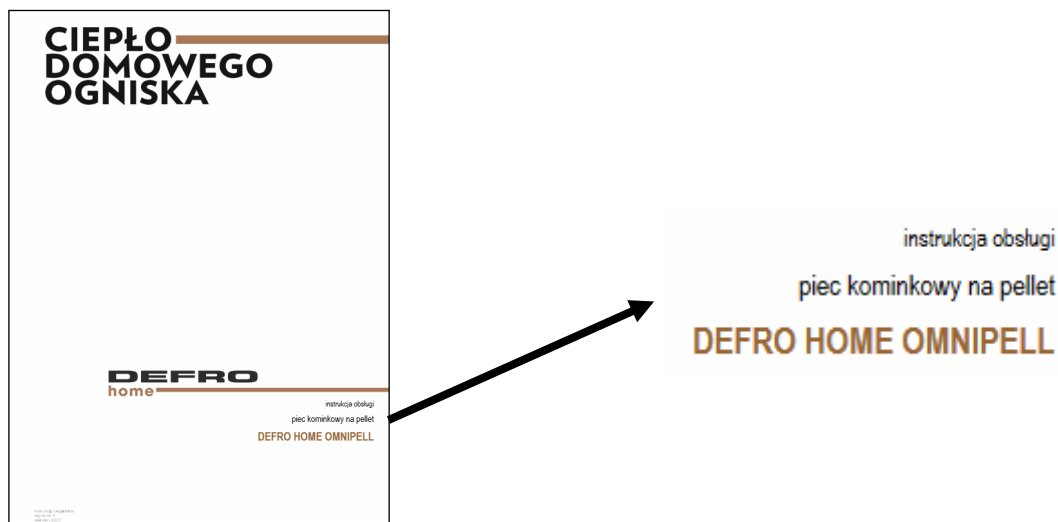 CIEPŁO
DOMOWEGO
OGNISKA
DEFRO
home
instrukcja obsługi
piec kominkowy na pellet
DEFRO HOME OMNIPELL
instrukcja obsługi
piec kominkowy na pellet
DEFRO HOME OMNIPELL